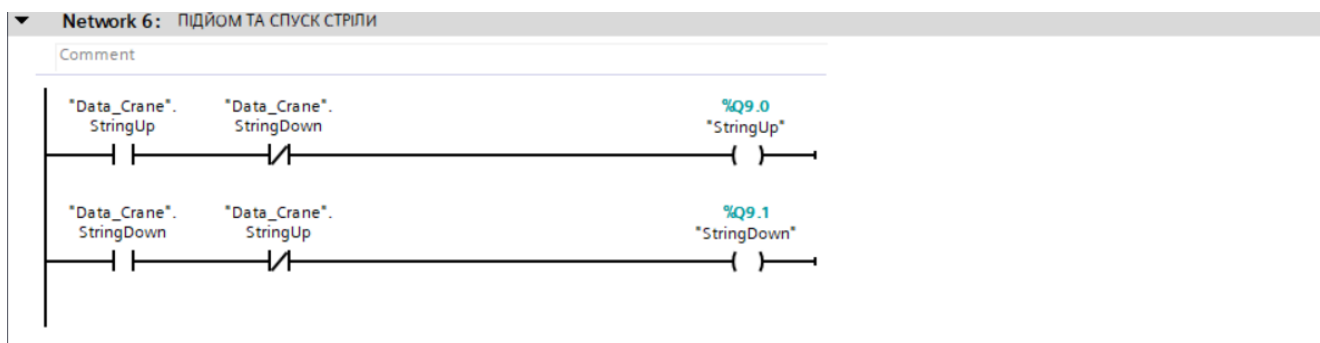 Network 6: ПІДЙОМ ТА СПУСК СТРІЛИ
Comment
"Data_Crane". "Data_Crane". %Q9.0
StringUp StringDown "StringUp"
"Data_Crane". "Data_Crane". %Q9.1
StringDown StringUp "StringDown"